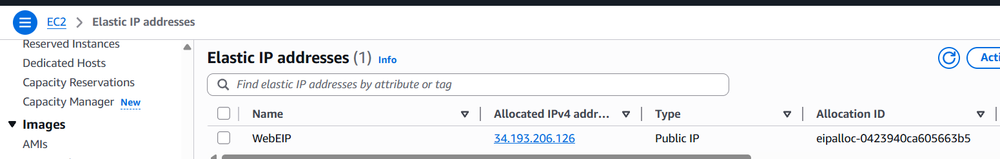 EC2 > Elastic IP addresses
Reserved Instances
Dedicated Hosts
Capacity Reservations
Capacity Manager New
Images
AMIs
Elastic IP addresses (1) Info
Find elastic IP addresses by attribute or tag
Name Allocated IPv4 addr... Type Allocation ID
WebEIP 34.193.206.126 Public IP eipalloc-0423940ca605663b5